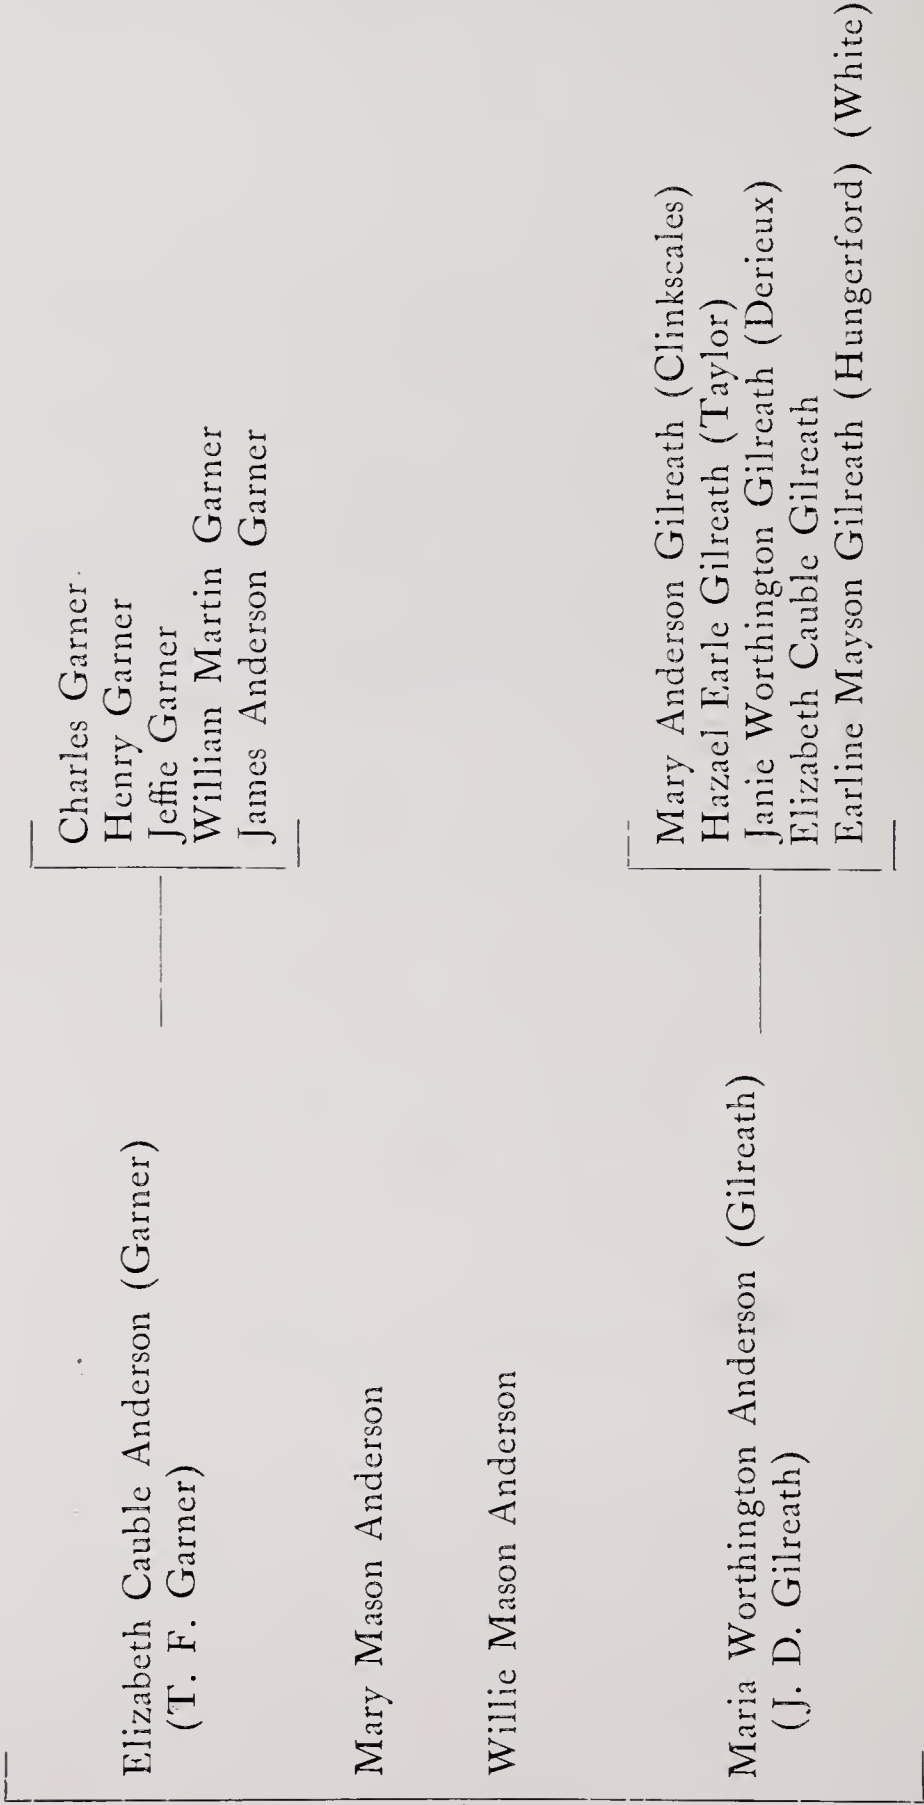 Elizabeth Cauble Anderson (Garner)
(T. F. Garner)
Charles Garner
Henry Garner
Jeffie Garner
William Martin Garner
James Anderson Garner
Mary Mason Anderson
Willie Mason Anderson
Maria Worthington Anderson (Gilreath)
(J. D. Gilreath)
Mary Anderson Gilreath (Clinkscales)
Hazael Earle Gilreath (Taylor)
Janie Worthington Gilreath (Derieux)
Elizabeth Cauble Gilreath
Earline Mayson Gilreath (Hungerford) (White)